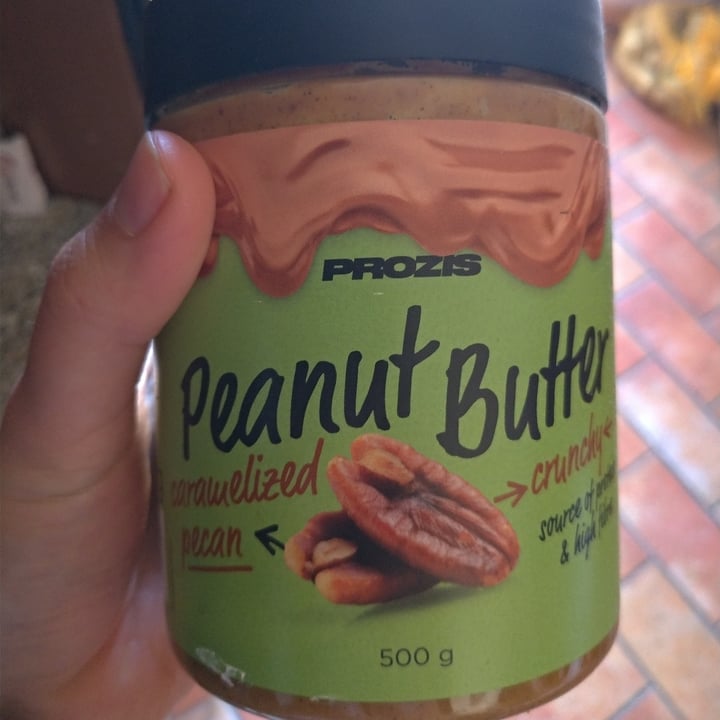 PROZIS
Peanut Butter
caramelized
pecan
crunchy
source of protein
& high fibre
500 g